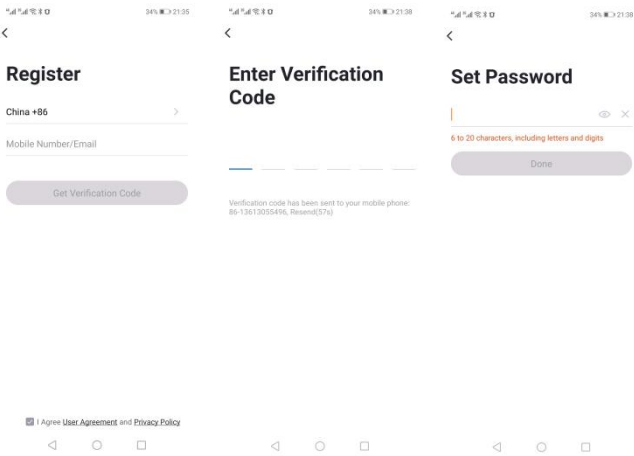 34% 21:35
Register
China +86
Mobile Number/Email
Get Verification Code
I Agree User Agreement and Privacy Policy
34% 21:38
Enter Verification
Code
Verification code has been sent to your mobile phone:
86-13613055496, Resend(57s)
34% 21:38
Set Password
6 to 20 characters, including letters and digits
Done